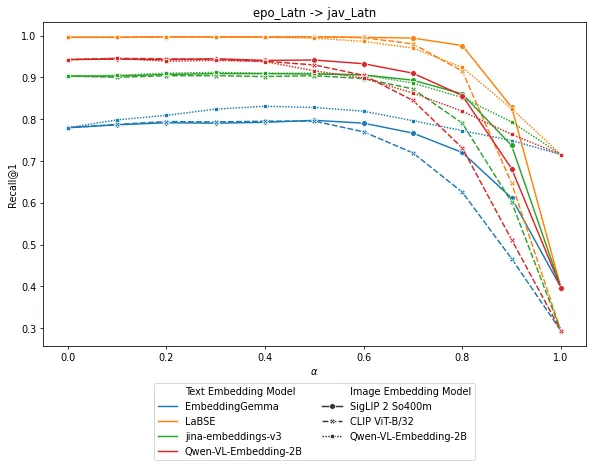 epo_Latn -> jav_Latn
Recall@1
1.0
0.9
0.8
0.7
0.6
0.5
0.4
0.3
0.0 0.2 0.4 0.6 0.8 1.0
α
Text Embedding Model
EmbeddingGemma
LaBSE
jina-embeddings-v3
Qwen-VL-Embedding-2B
Image Embedding Model
SigLIP 2 So400m
CLIP ViT-B/32
Qwen-VL-Embedding-2B